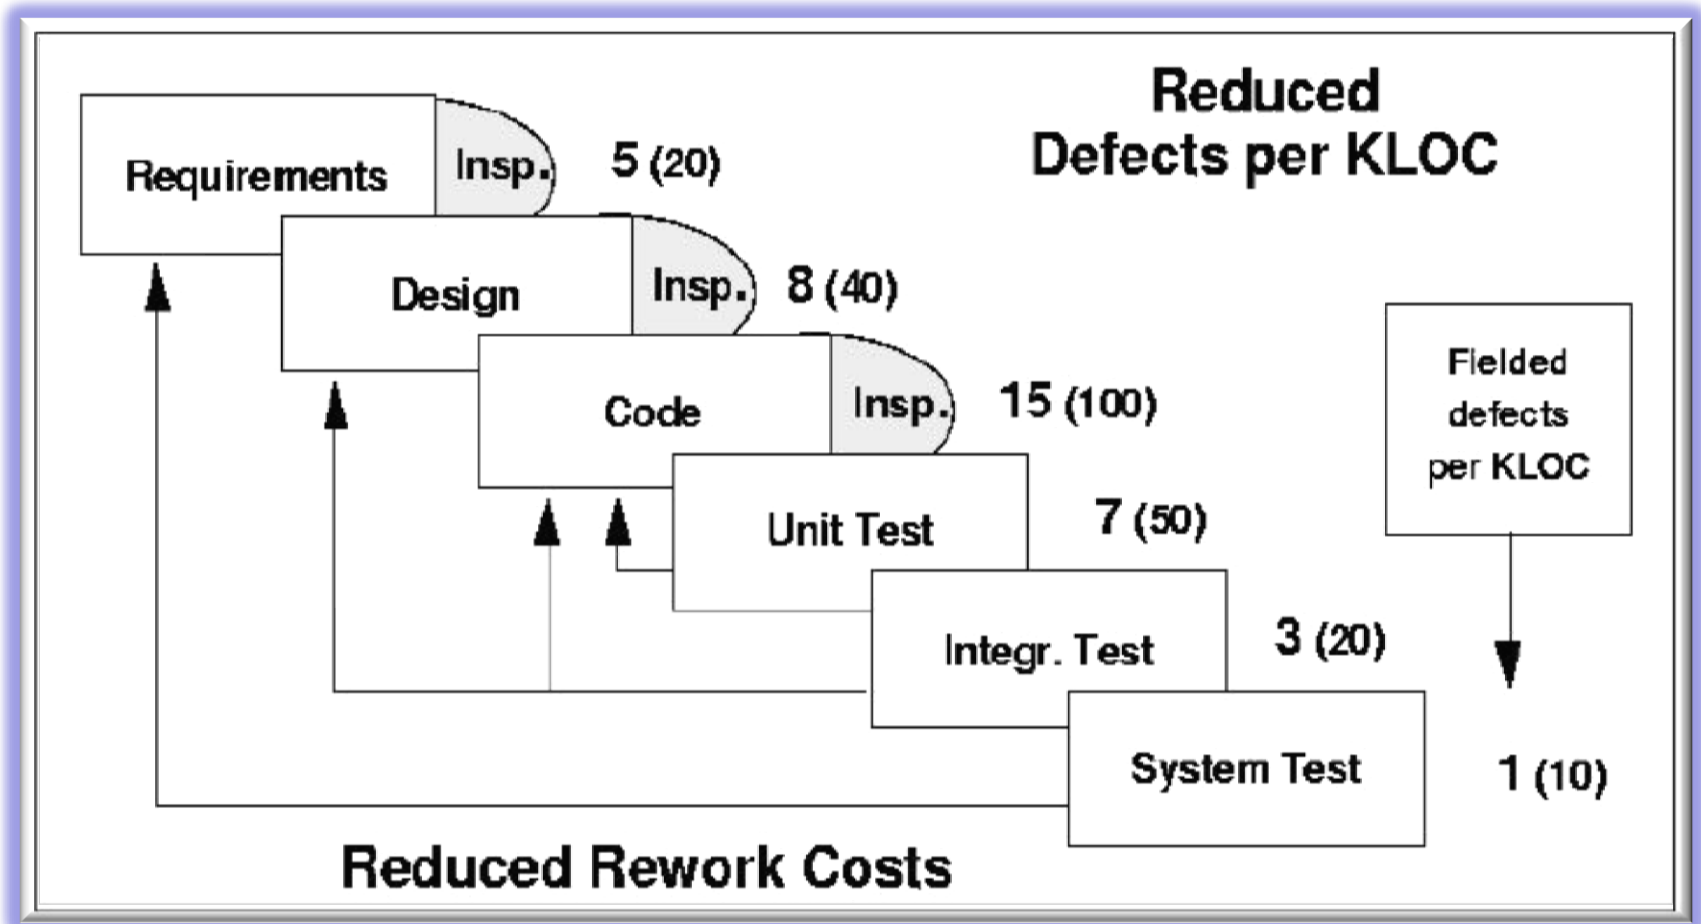 Reduced
Defects per KLOC
Requirements
Insp.
5 (20)
Design
Insp.
8 (40)
Code
Insp.
15 (100)
Fielded
defects
per KLOC
Unit Test
7 (50)
Integr. Test
3 (20)
System Test
1 (10)
Reduced Rework Costs